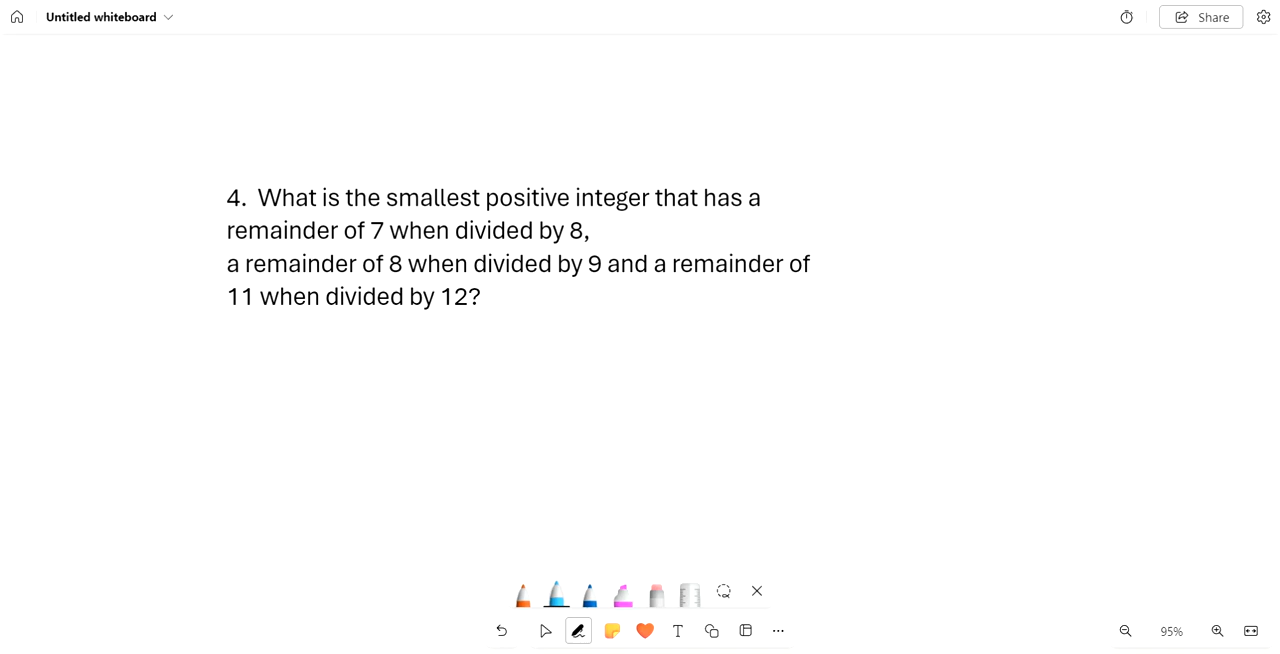 Untitled whiteboard
Share
4. What is the smallest positive integer that has a
remainder of 7 when divided by 8,
a remainder of 8 when divided by 9 and a remainder of
11 when divided by 12?
T
95%